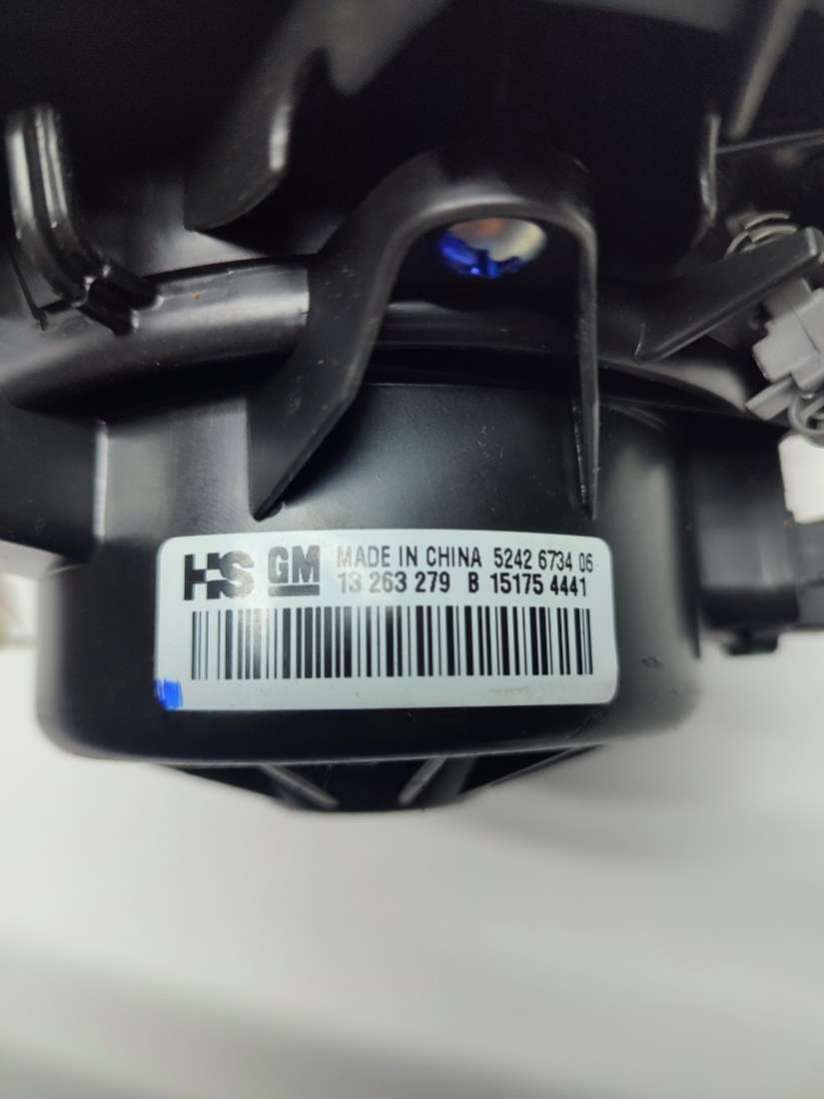 HS GM MADE IN CHINA 5242 6734 06
13 263 279 B 15175 4441